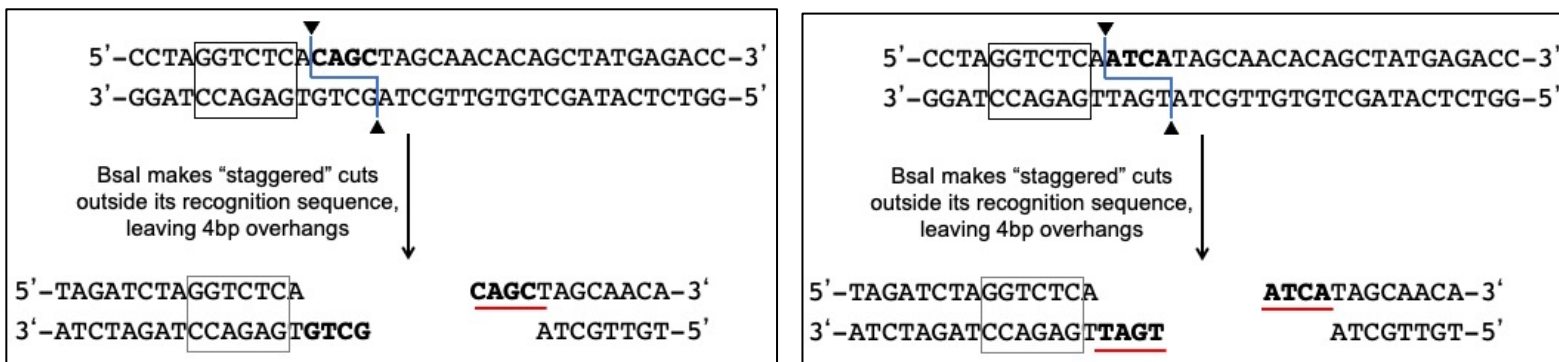 5'-CCTAGGTCTCACAGCTAGCAACACAGCTATGAGACC-3'
3'-GGATCCAGAGTGTCGATCGTTGTGTCGATACTCTGG-5'
BsaI makes “staggered” cuts
outside its recognition sequence,
leaving 4bp overhangs
5'-TAGATCTAGGTCTCA CAGCTAGCAACA-3‘
3‘-ATCTAGATCCAGAGTGTCG ATCGTTGT-5’
5'-CCTAGGTCTCAATCATAGCAACACAGCTATGAGACC-3'
3'-GGATCCAGAGTTAGTATCGTTGTGTCGATACTCTGG-5'
BsaI makes “staggered” cuts
outside its recognition sequence,
leaving 4bp overhangs
5'-TAGATCTAGGTCTCA ATCATAGCAACA-3‘
3‘-ATCTAGATCCAGAGTTAGT ATCGTTGT-5’